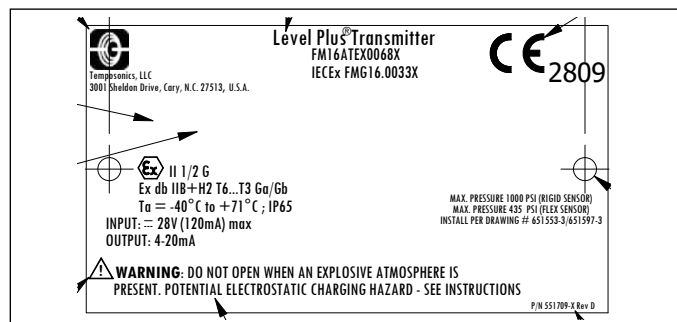 Level Plus® Transmitter
FM16ATEX0068X
IECEx FMG16.0033X
CE 2809
Temposonics, LLC
3001 Sheldon Drive, Cary, N.C. 27513, U.S.A.
Ex II 1/2 G
Ex db IIB+H2 T6...T3 Ga/Gb
Ta = -40°C to +71°C ; IP65
INPUT: ⎓ 28V (120mA) max
OUTPUT: 4-20mA
MAX. PRESSURE 1000 PSI (RIGID SENSOR)
MAX. PRESSURE 435 PSI (FLEX SENSOR)
INSTALL PER DRAWING # 651553-3/651597-3
WARNING: DO NOT OPEN WHEN AN EXPLOSIVE ATMOSPHERE IS
PRESENT. POTENTIAL ELECTROSTATIC CHARGING HAZARD - SEE INSTRUCTIONS
P/N 551709-X Rev D